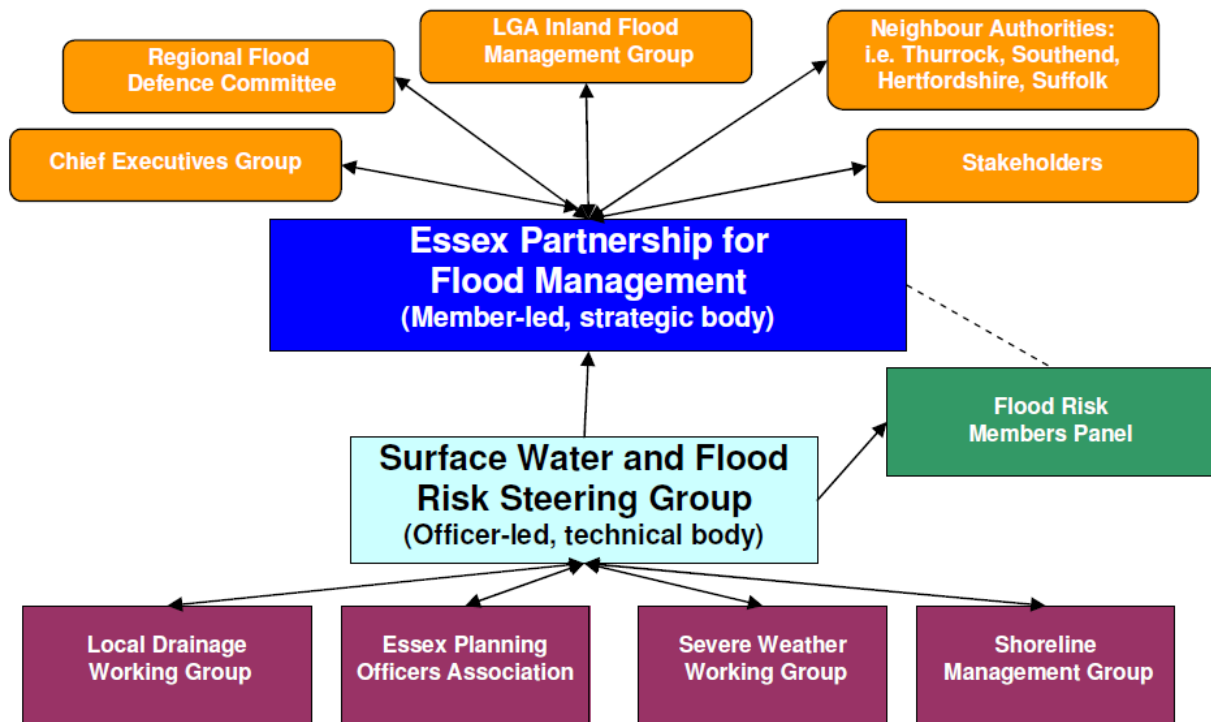 LGA Inland Flood
Management Group
Neighbour Authorities:
i.e. Thurrock, Southend,
Hertfordshire, Suffolk
Regional Flood
Defence Committee
Chief Executives Group
Stakeholders
Essex Partnership for
Flood Management
(Member-led, strategic body)
Flood Risk
Members Panel
Surface Water and Flood
Risk Steering Group
(Officer-led, technical body)
Local Drainage
Working Group
Essex Planning
Officers Association
Severe Weather
Working Group
Shoreline
Management Group